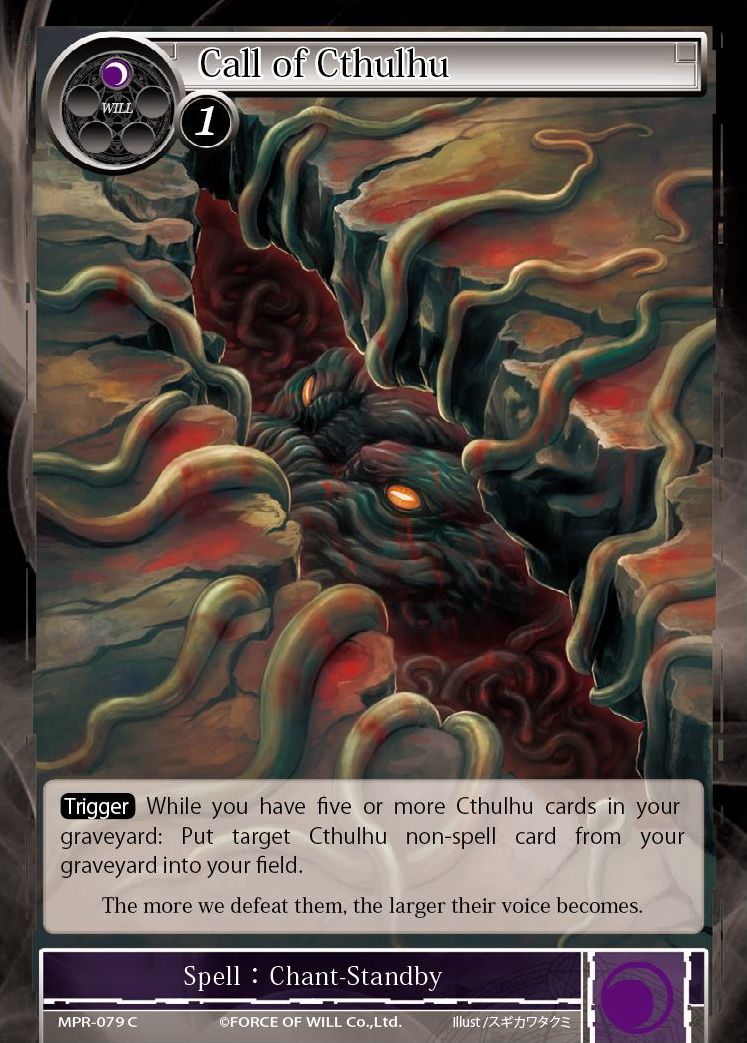 Call of Cthulhu
WILL
1
Trigger While you have five or more Cthulhu cards in your
graveyard: Put target Cthulhu non-spell card from your
graveyard into your field.
The more we defeat them, the larger their voice becomes.
Spell : Chant-Standby
MPR-079 C ©FORCE OF WILL Co.,Ltd. Illust /スギカワタクミ